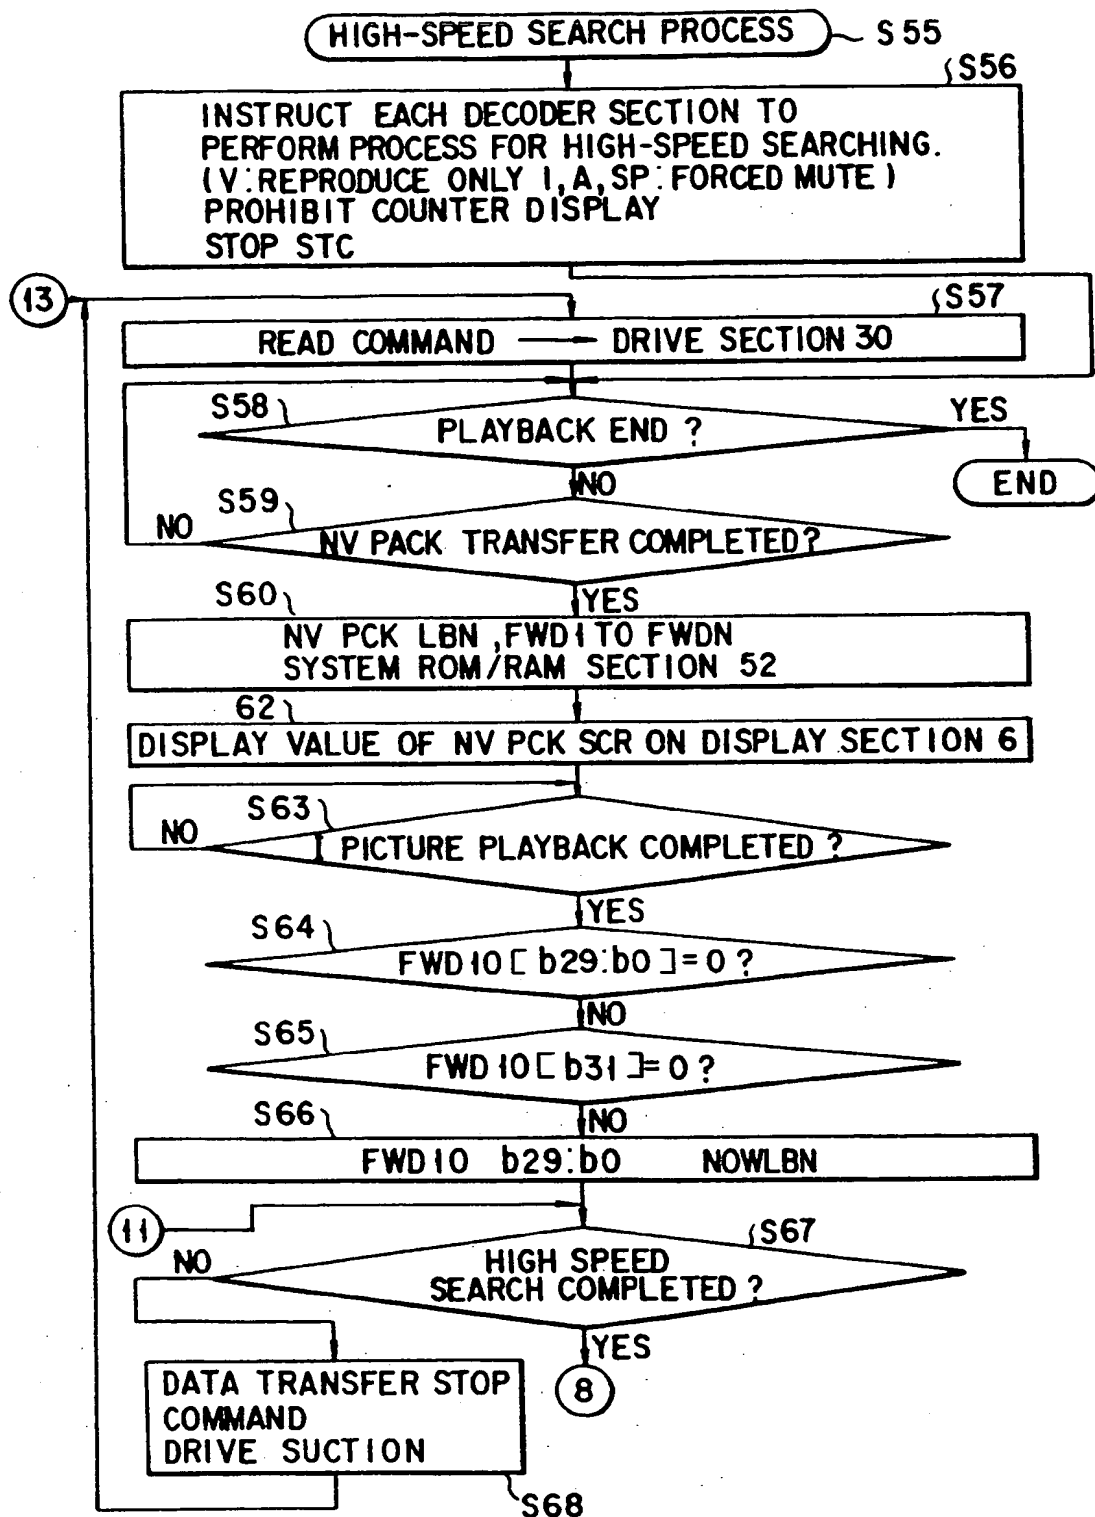 HIGH-SPEED SEARCH PROCESS
S55
S56
INSTRUCT EACH DECODER SECTION TO
PERFORM PROCESS FOR HIGH-SPEED SEARCHING.
(V:REPRODUCE ONLY I, A, SP: FORCED MUTE)
PROHIBIT COUNTER DISPLAY
STOP STC
13
S57
READ COMMAND → DRIVE SECTION 30
S58
PLAYBACK END ?
YES
END
NO
S59
NO
NV PACK TRANSFER COMPLETED?
YES
S60
NV PCK LBN ,FWD1 TO FWDN
SYSTEM ROM/RAM SECTION 52
62
DISPLAY VALUE OF NV PCK SCR ON DISPLAY SECTION 6
S63
NO
I PICTURE PLAYBACK COMPLETED ?
YES
S64
FWD10[ b29:b0 ]=0 ?
NO
S65
FWD10[ b31 ]=0 ?
NO
S66
FWD10 b29:b0 NOWLBN
11
S67
NO
HIGH SPEED
SEARCH COMPLETED ?
YES
8
DATA TRANSFER STOP
COMMAND
DRIVE SUCTION
S68